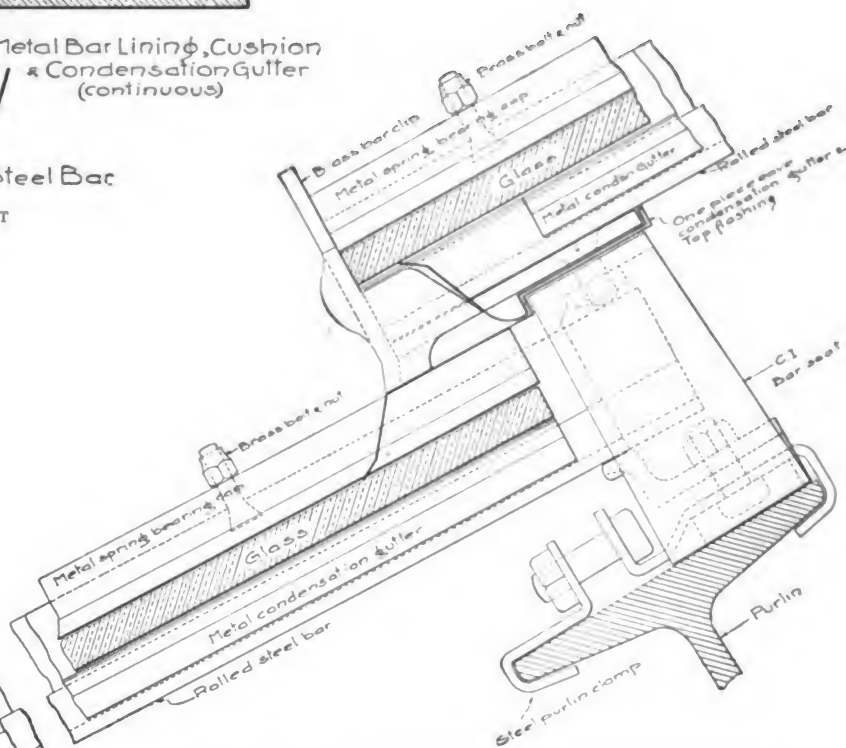 Metal Bar Lining, Cushion
& Condensation Gutter
(continuous)
Steel Bar
Brass bolt & nut
Brass bar clip
Metal spring bearing cap
Glass
Metal conden. Gutter
Rolled steel bar
One piece eave
condensation gutter &
Top flashing
C.I.
Bar seat
Brass bolt & nut
Metal spring bearing cap
Glass
Metal condensation gutter
Rolled steel bar
Purlin
Steel purlin clamp